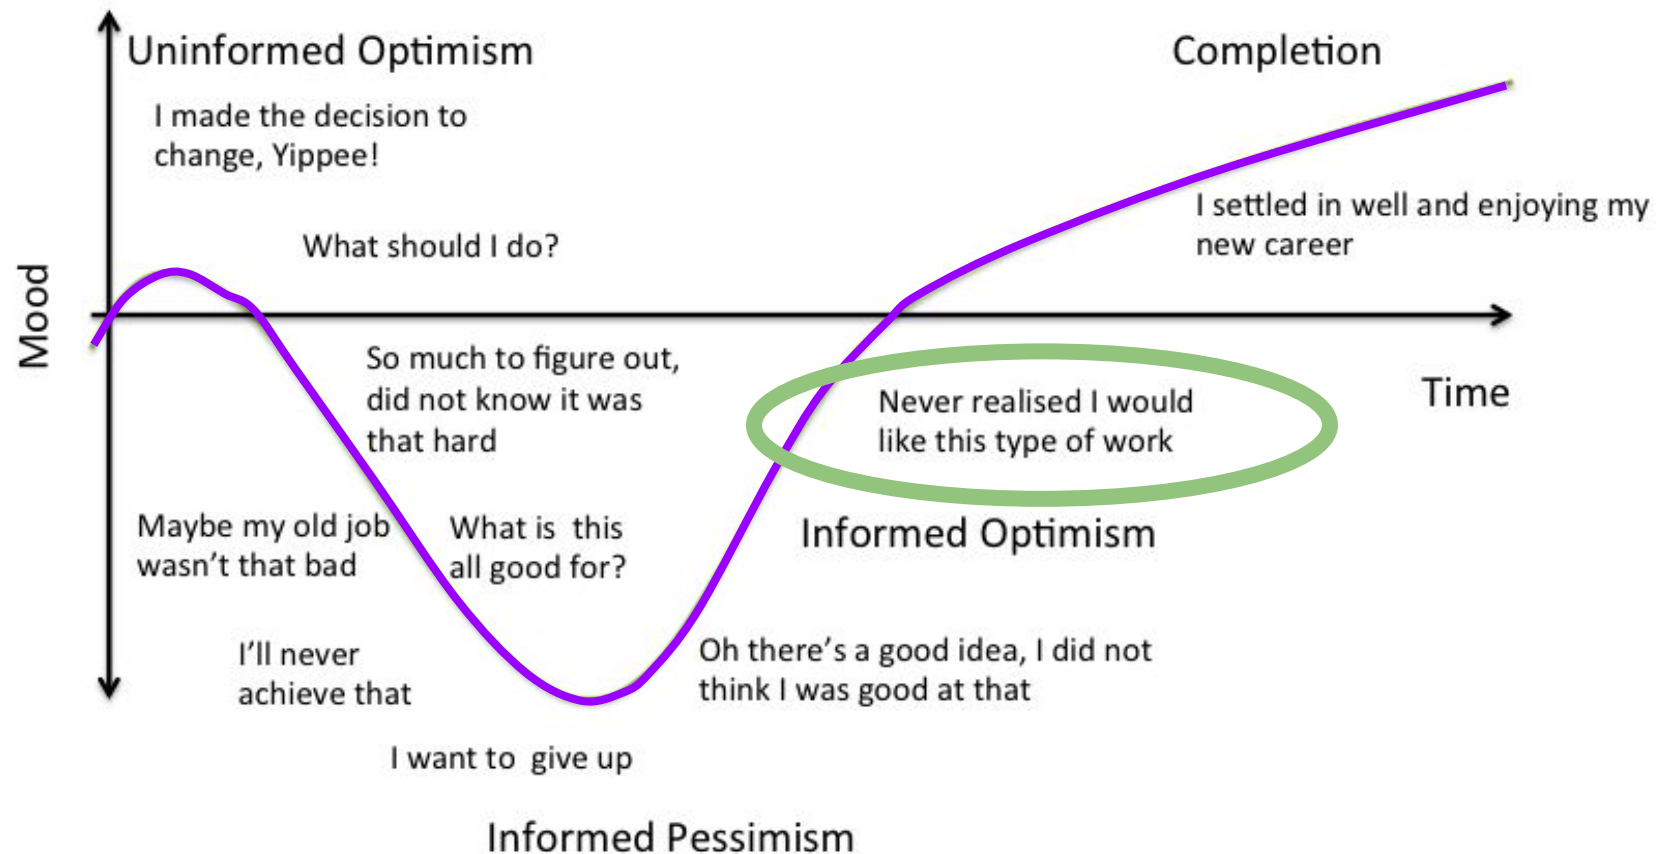 Uninformed Optimism
Completion
I made the decision to
change, Yippee!
I settled in well and enjoying my
new career
What should I do?
Mood
So much to figure out,
did not know it was
that hard
Never realised I would
like this type of work
Time
Maybe my old job
wasn't that bad
What is  this
all good for?
Informed Optimism
I'll never
achieve that
Oh there's a good idea, I did not
think I was good at that
I want to  give up
Informed Pessimism